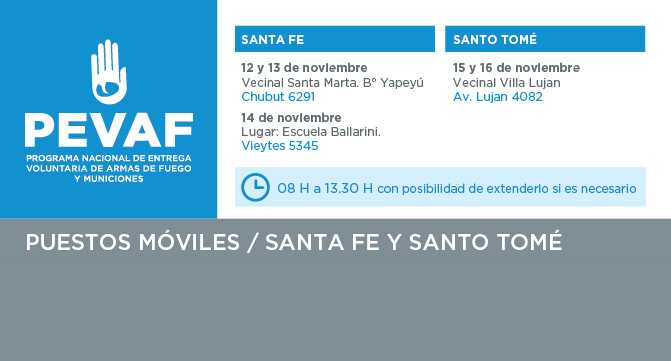 PEVAF
PROGRAMA NACIONAL DE ENTREGA
VOLUNTARIA DE ARMAS DE FUEGO
Y MUNICIONES
SANTA FE
12 y 13 de noviembre
Vecinal Santa Marta. B° Yapeyú
Chubut 6291
14 de noviembre
Lugar: Escuela Ballarini.
Vieytes 5345
SANTO TOMÉ
15 y 16 de noviembre
Vecinal Villa Lujan
Av. Lujan 4082
08 H a 13.30 H con posibilidad de extenderlo si es necesario
PUESTOS MÓVILES / SANTA FE Y SANTO TOMÉ